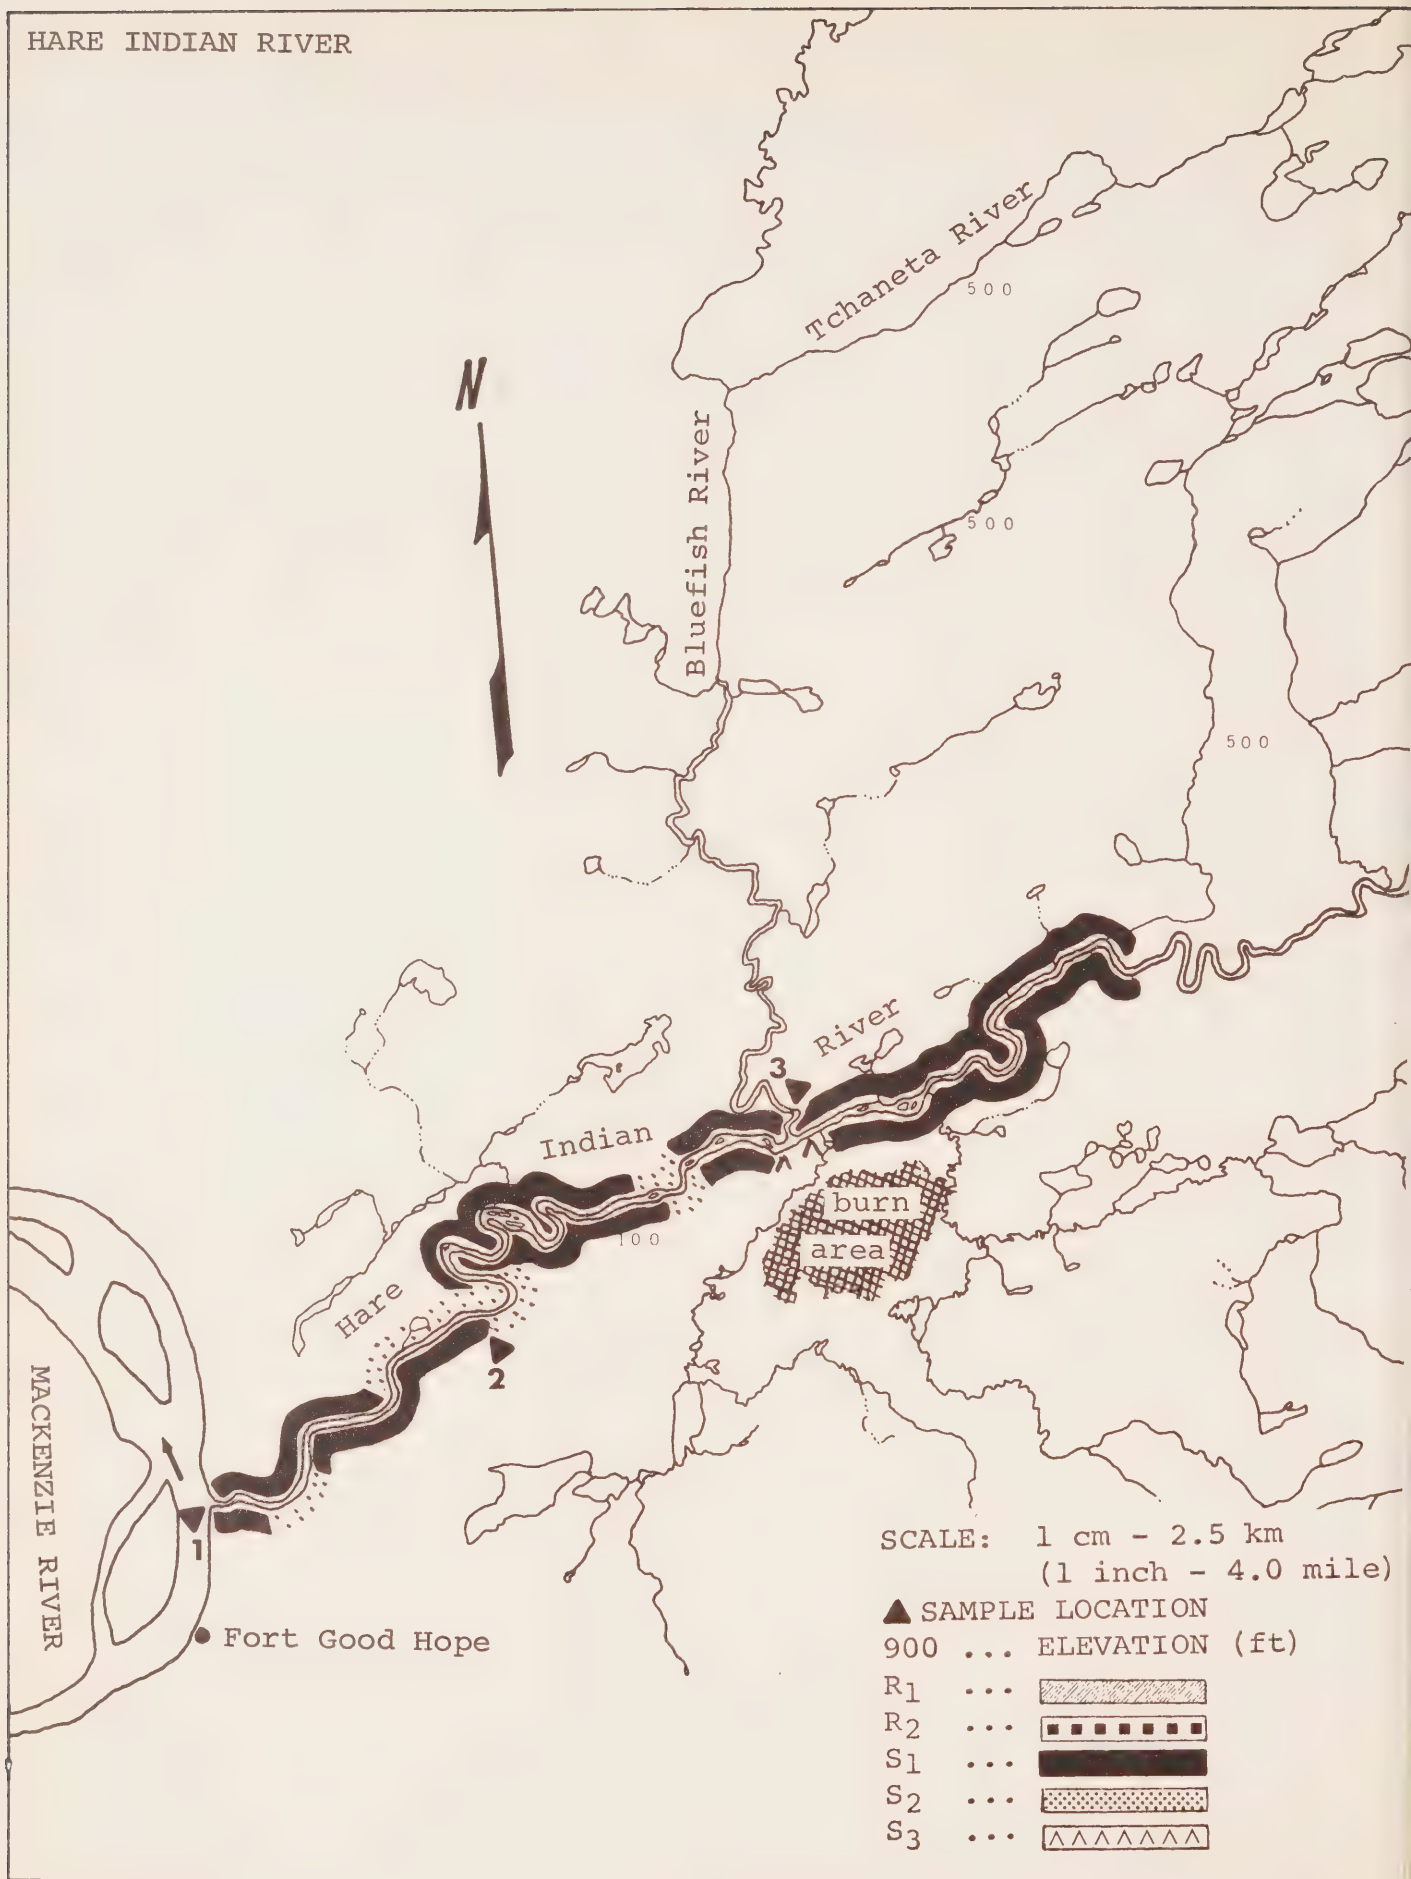 HARE INDIAN RIVER
Tchaneta River
500
N
Bluefish River
500
500
River
3
Indian
burn
area
Hare
2
MACKENZIE RIVER
1
Fort Good Hope
SCALE: 1 cm - 2.5 km
(1 inch - 4.0 mile)
▲ SAMPLE LOCATION
900 ... ELEVATION (ft)
R1 ...
R2 ...
S1 ...
S2 ...
S3 ...